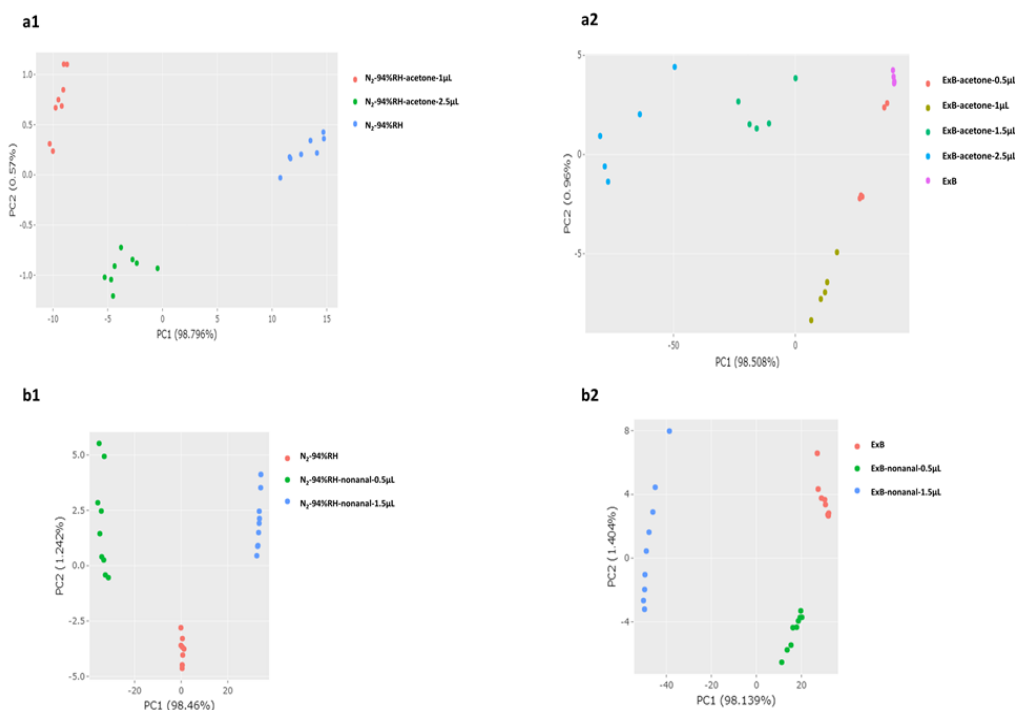 a1
1.0
0.5
0.0
-0.5
-1.0
-10
-5
0
5
10
15
PC2 (0.57%)
PC1 (98.796%)
N₂-94%RH-acetone-1µL
N₂-94%RH-acetone-2.5µL
N₂-94%RH
a2
5
0
-5
-50
0
PC2 (0.96%)
PC1 (98.508%)
ExB-acetone-0.5µL
ExB-acetone-1µL
ExB-acetone-1.5µL
ExB-acetone-2.5µL
ExB
b1
5.0
2.5
0.0
-2.5
-5.0
-20
0
20
PC2 (1.242%)
PC1 (98.46%)
N₂-94%RH
N₂-94%RH-nonanal-0.5µL
N₂-94%RH-nonanal-1.5µL
b2
8
4
0
-4
-40
-20
0
20
PC2 (1.404%)
PC1 (98.139%)
ExB
ExB-nonanal-0.5µL
ExB-nonanal-1.5µL